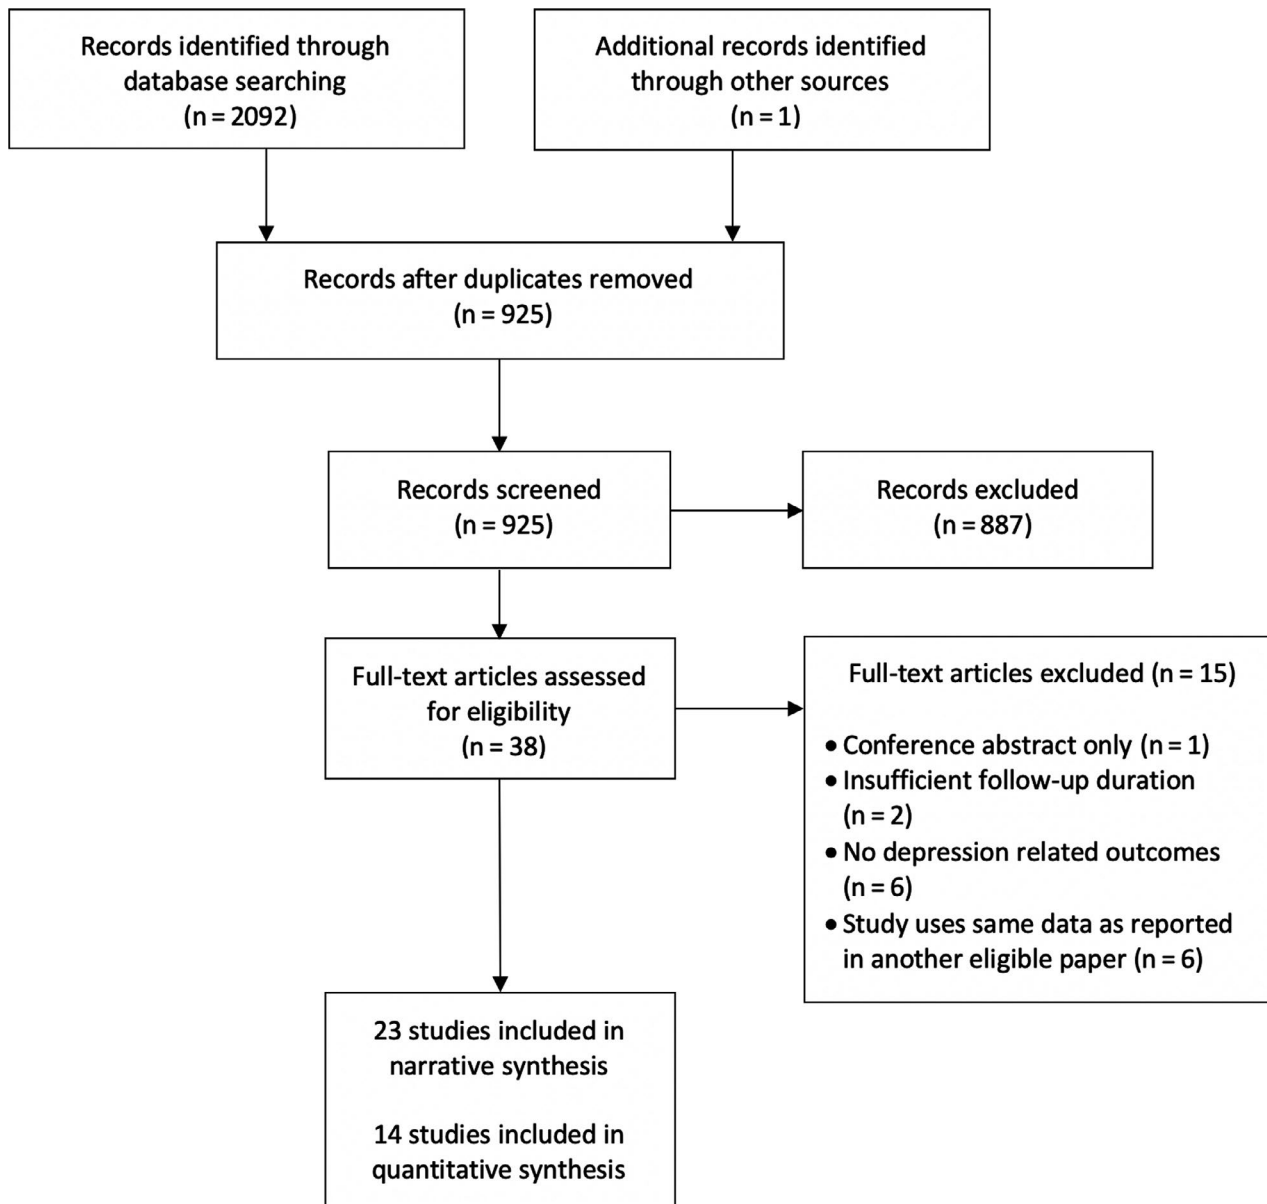 Records identified through
database searching
(n = 2092)
Additional records identified
through other sources
(n = 1)
Records after duplicates removed
(n = 925)
Records screened
(n = 925)
Records excluded
(n = 887)
Full-text articles assessed
for eligibility
(n = 38)
Full-text articles excluded (n = 15)
• Conference abstract only (n = 1)
• Insufficient follow-up duration
(n = 2)
• No depression related outcomes
(n = 6)
• Study uses same data as reported
in another eligible paper (n = 6)
23 studies included in
narrative synthesis
14 studies included in
quantitative synthesis